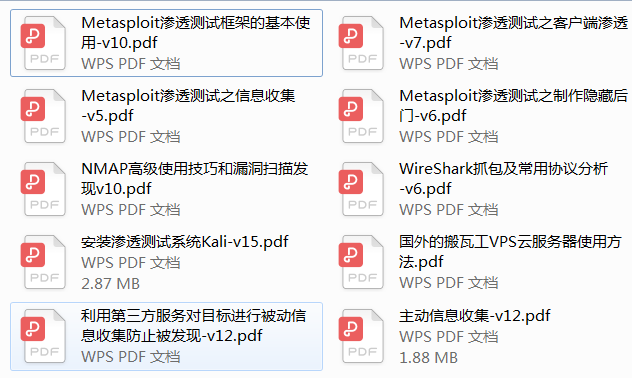 Metasploit渗透测试框架的基本使
用-v10.pdf
WPS PDF 文档
Metasploit渗透测试之客户端渗透
-v7.pdf
WPS PDF 文档
Metasploit渗透测试之信息收集
-v5.pdf
WPS PDF 文档
Metasploit渗透测试之制作隐藏后
门-v6.pdf
WPS PDF 文档
NMAP高级使用技巧和漏洞扫描发
现v10.pdf
WPS PDF 文档
WireShark抓包及常用协议分析
-v6.pdf
WPS PDF 文档
安装渗透测试系统Kali-v15.pdf
WPS PDF 文档
2.87 MB
国外的搬瓦工VPS云服务器使用方
法.pdf
WPS PDF 文档
利用第三方服务对目标进行被动信
息收集防止被发现-v12.pdf
WPS PDF 文档
主动信息收集-v12.pdf
WPS PDF 文档
1.88 MB
PDF
PDF
PDF
PDF
PDF
PDF
PDF
PDF
PDF
PDF